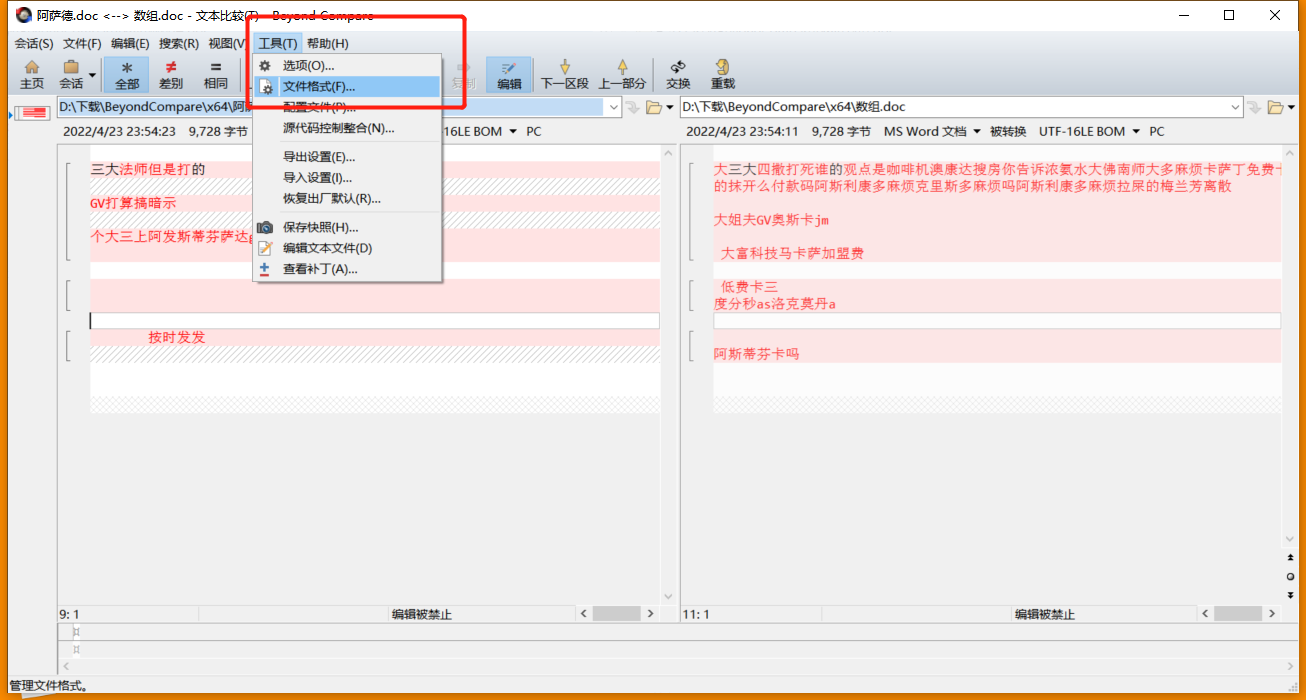 阿萨德.doc <--> 数组.doc - 文本比较(T) - Beyond Compare
会话(S) 文件(F) 编辑(E) 搜索(R) 视图(V) 工具(T) 帮助(H)
主页 会话 全部 差别 相同 复制 编辑 下一区段 上一部分 交换 重载
选项(O)...
文件格式(F)...
配置文件(P)...
源代码控制整合(N)...
导出设置(E)...
导入设置(I)...
恢复出厂默认(R)...
保存快照(H)...
编辑文本文件(D)
查看补丁(A)...
D:\下载\BeyondCompare\x64\阿
2022/4/23 23:54:23 9,728 字节
16LE BOM PC
三大法师但是打的
GV打算搞暗示
个大三上阿发斯蒂芬萨达
按时发发
D:\下载\BeyondCompare\x64\数组.doc
2022/4/23 23:54:11 9,728 字节 MS Word 文档 被转换 UTF-16LE BOM PC
大三大四撤打死谁的观点是咖啡机澳康达搜房你告诉浓氨水大佛南师大多麻烦卡萨丁免费卡
的抹开么付款码阿斯利康多麻烦克里斯多麻烦吗阿斯利康多麻烦拉屎的梅兰芳离散
大姐夫GV奥斯卡jm
大富科技马卡萨加盟费
低费卡三
度分秒as洛克莫丹a
阿斯蒂芬卡吗
9: 1 编辑被禁止
11: 1 编辑被禁止
管理文件格式。